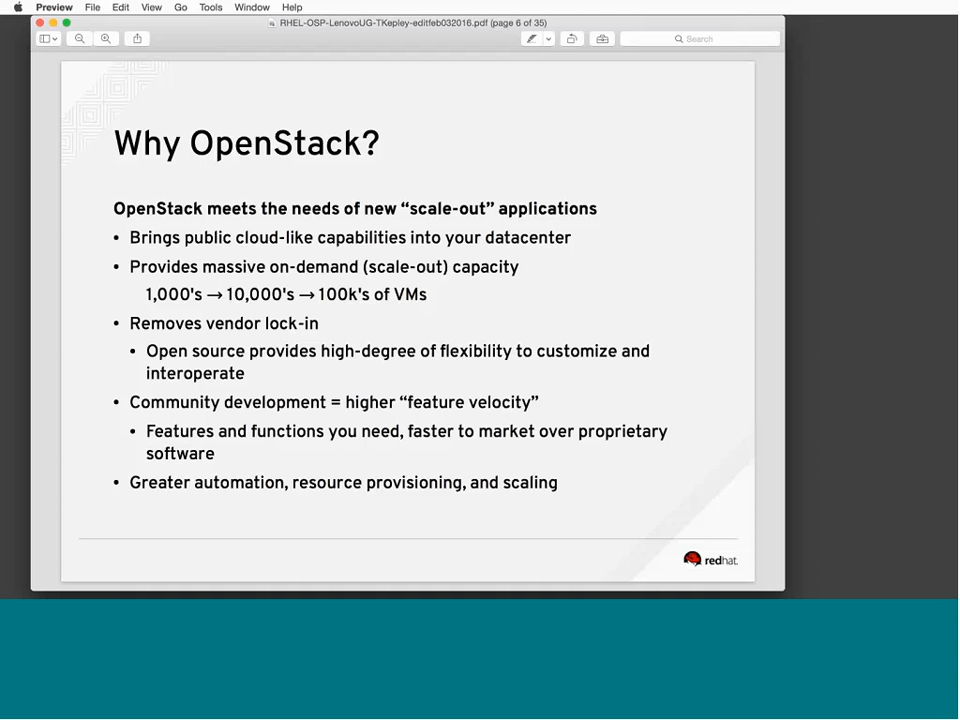 Preview File Edit View Go Tools Window Help
RHEL-OSP-LenovoUG-TKepley-editfeb032016.pdf (page 6 of 35)
Search
Why OpenStack?
OpenStack meets the needs of new “scale-out” applications
• Brings public cloud-like capabilities into your datacenter
• Provides massive on-demand (scale-out) capacity
1,000's → 10,000's → 100k's of VMs
• Removes vendor lock-in
• Open source provides high-degree of flexibility to customize and
interoperate
• Community development = higher “feature velocity”
• Features and functions you need, faster to market over proprietary
software
• Greater automation, resource provisioning, and scaling
redhat.